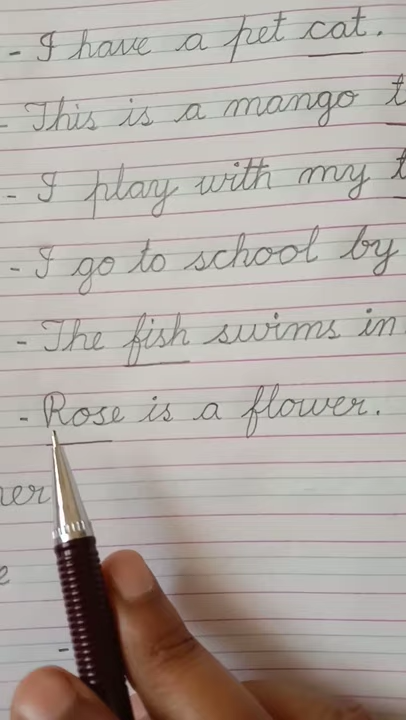 - I have a pet cat.
- This is a mango t
- I play with my t
- I go to school by
- The fish swims in
- Rose is a flower.
ner
e
-